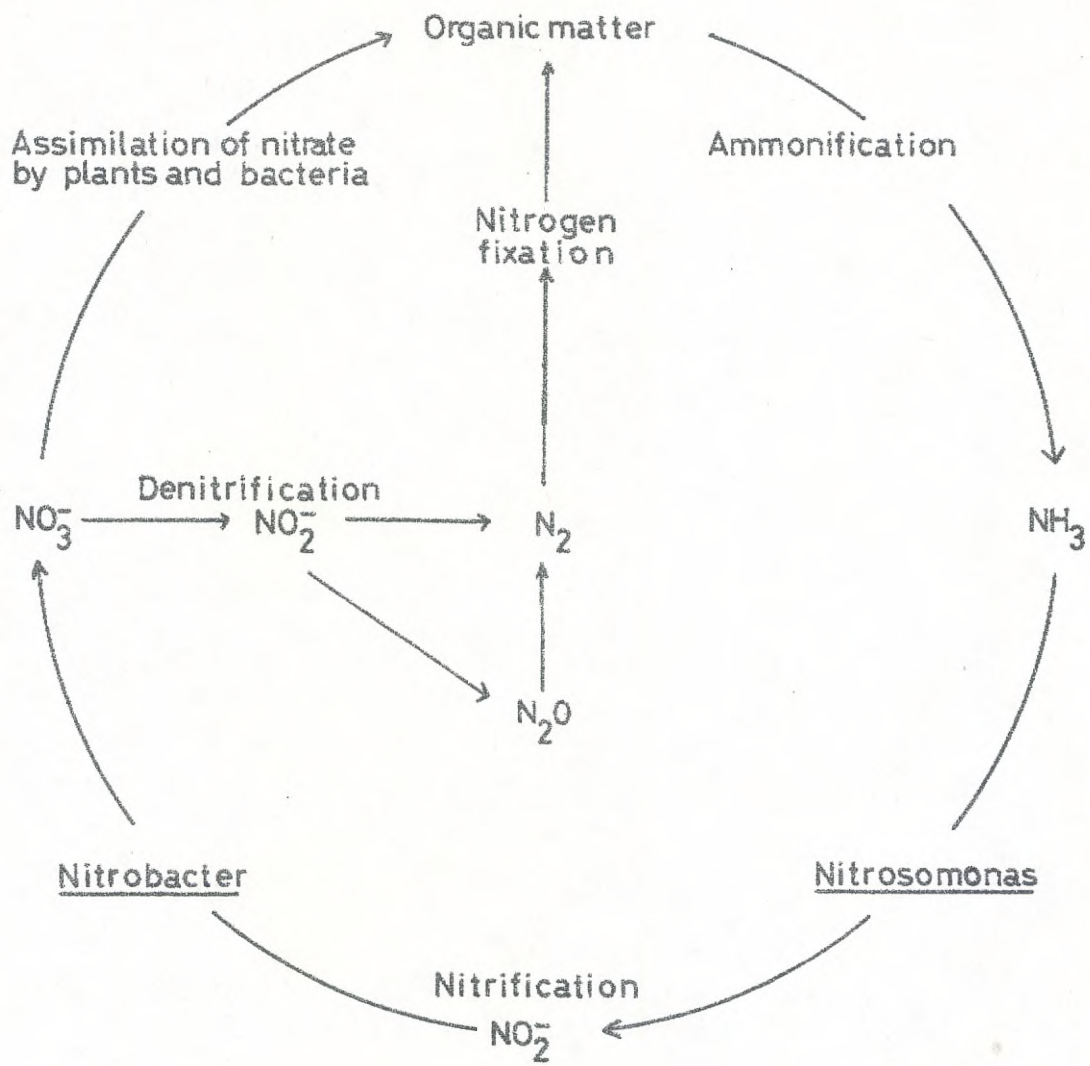 Organic matter
Assimilation of nitrate
by plants and bacteria
Ammonification
Nitrogen
fixation
Denitrification
NO₃⁻
NO₂⁻
N₂
NH₃
N₂O
Nitrobacter
Nitrosomonas
Nitrification
NO₂⁻